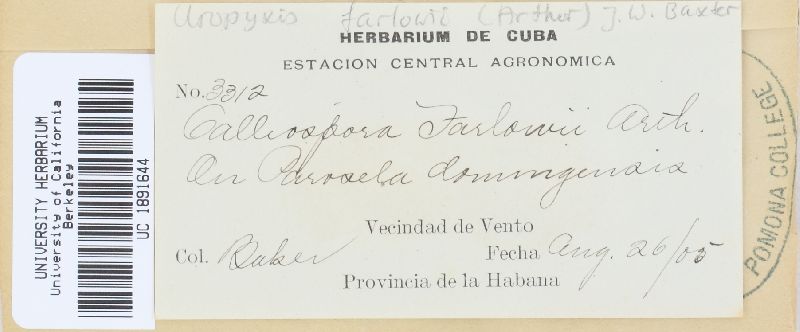 Uropyxis farlowii (Arthur) J. W. Baxter
HERBARIUM DE CUBA
ESTACION CENTRAL AGRONOMICA
No. 3312
Calliospora Farlowii Arth.
On Parosela domingensis
Vecindad de Vento
Col. Baker Fecha Aug. 26/05
Provincia de la Habana
UNIVERSITY HERBARIUM
University of California
Berkeley
UC 1891644
POMONA COLLEGE